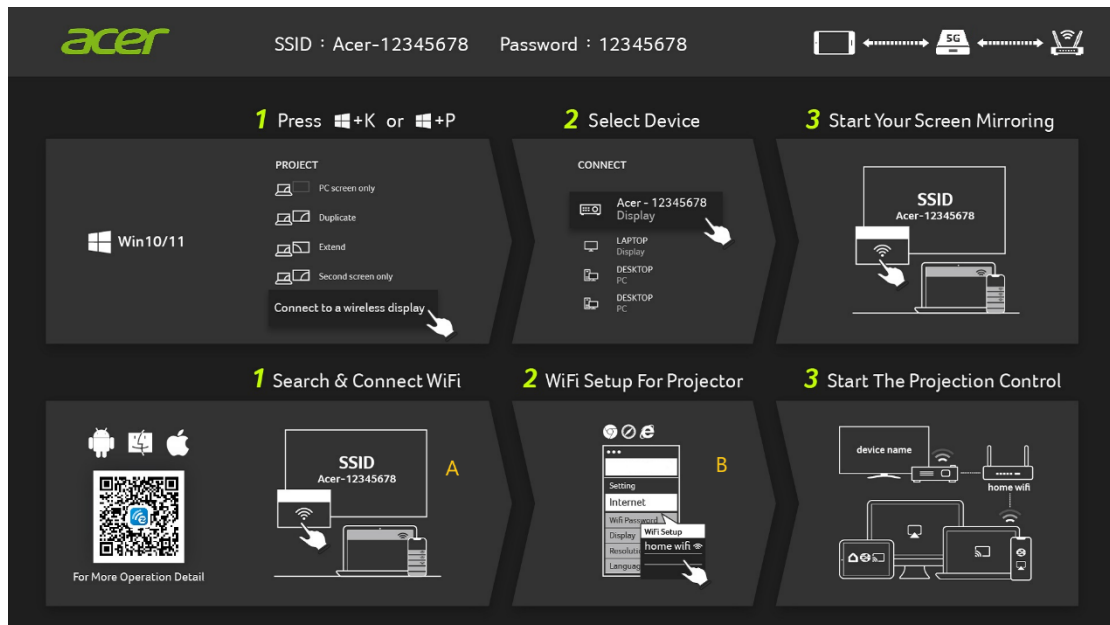 acer
SSID : Acer-12345678 Password : 12345678
5G
1 Press +K or +P
2 Select Device
3 Start Your Screen Mirroring
Win10/11
PROJECT
PC screen only
Duplicate
Extend
Second screen only
Connect to a wireless display
CONNECT
Acer - 12345678
Display
LAPTOP
Display
DESKTOP
PC
DESKTOP
PC
SSID
Acer-12345678
1 Search & Connect WiFi
2 WiFi Setup For Projector
3 Start The Projection Control
For More Operation Detail
SSID
Acer-12345678
A
Setting
Internet
Wifi Password
Display
WiFi Setup
home wifi
B
device name
home wifi